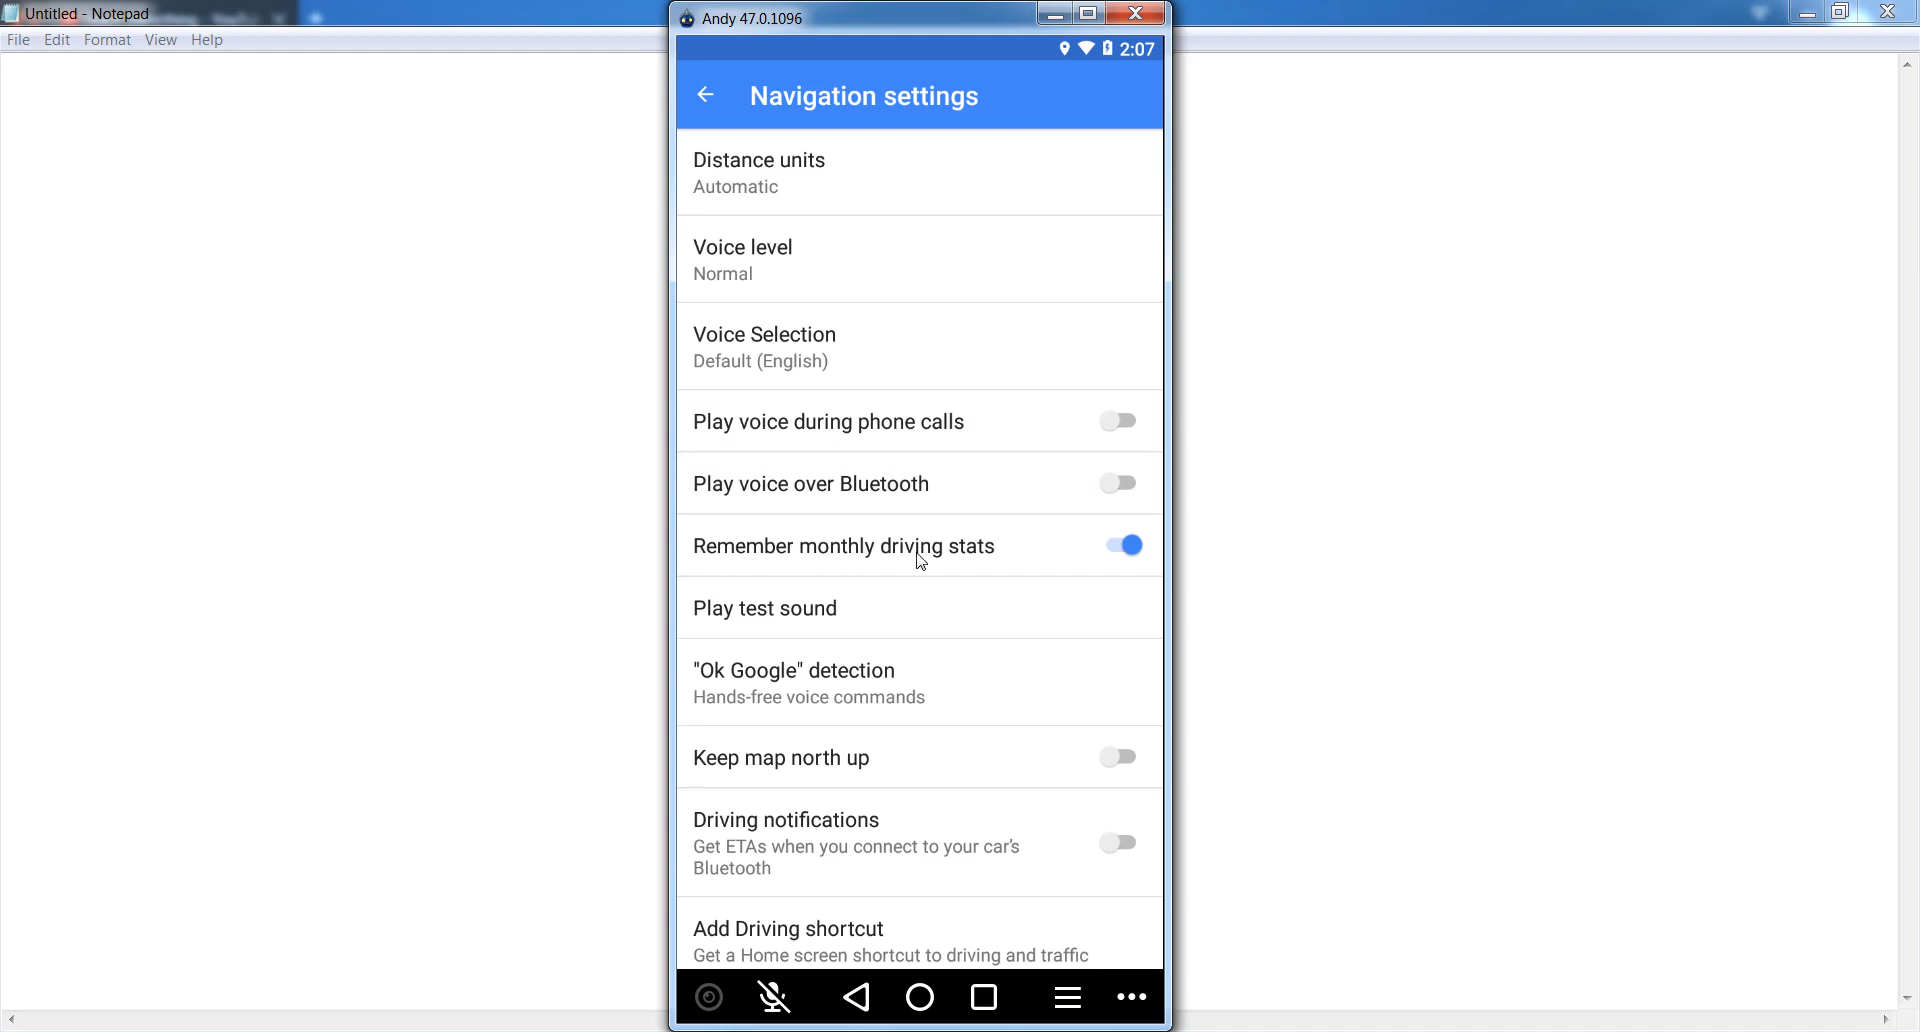 Untitled - Notepad
File Edit Format View Help
Andy 47.0.1096
2:07
Navigation settings
Distance units
Automatic
Voice level
Normal
Voice Selection
Default (English)
Play voice during phone calls
Play voice over Bluetooth
Remember monthly driving stats
Play test sound
"Ok Google" detection
Hands-free voice commands
Keep map north up
Driving notifications
Get ETAs when you connect to your car's
Bluetooth
Add Driving shortcut
Get a Home screen shortcut to driving and traffic